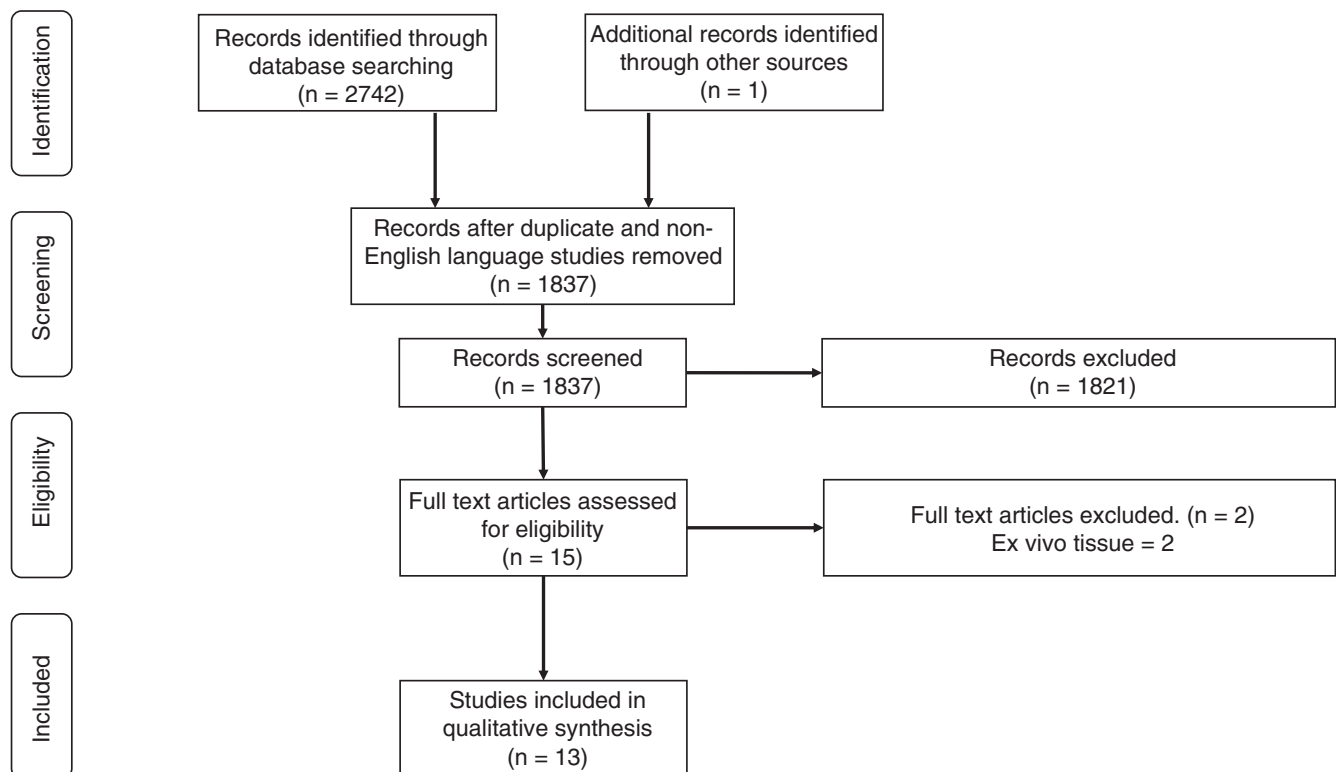 Identification
Records identified through
database searching
(n = 2742)
Additional records identified
through other sources
(n = 1)
Screening
Records after duplicate and non-
English language studies removed
(n = 1837)
Records screened
(n = 1837)
Records excluded
(n = 1821)
Eligibility
Full text articles assessed
for eligibility
(n = 15)
Full text articles excluded. (n = 2)
Ex vivo tissue = 2
Included
Studies included in
qualitative synthesis
(n = 13)